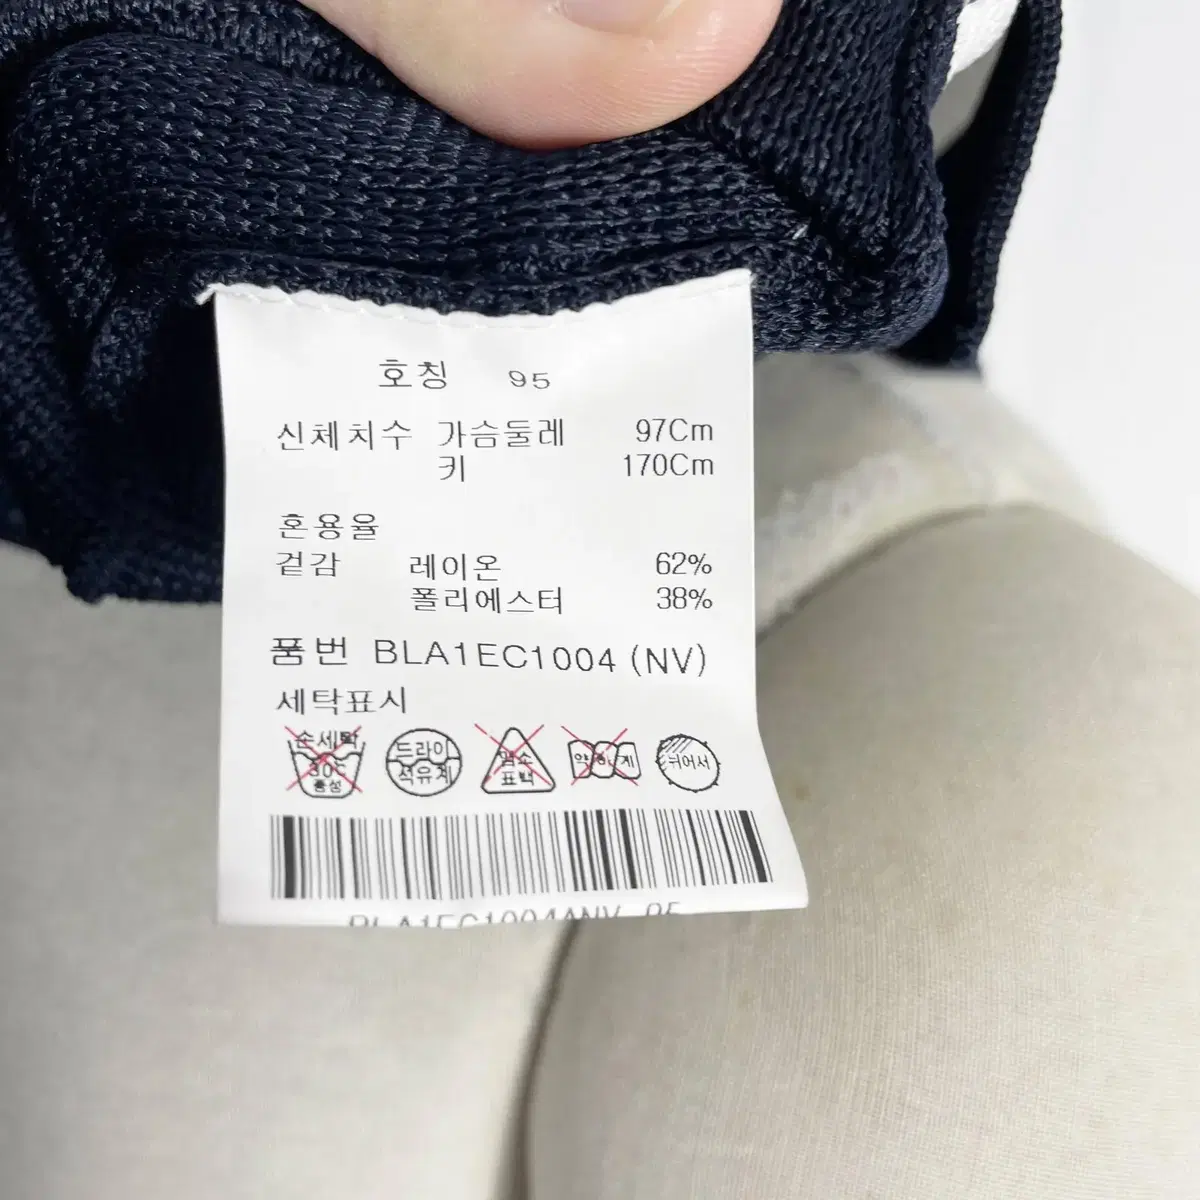 호칭 95
신체치수 가슴둘레 97Cm
키 170Cm
혼용율
겉감 레이온 62%
폴리에스터 38%
품번 BLA1EC1004 (NV)
세탁표시
손세탁 30℃ 중성
드라이 석유계
염소 표백
약하게
뉘어서
BLA1EC1004ANV 95